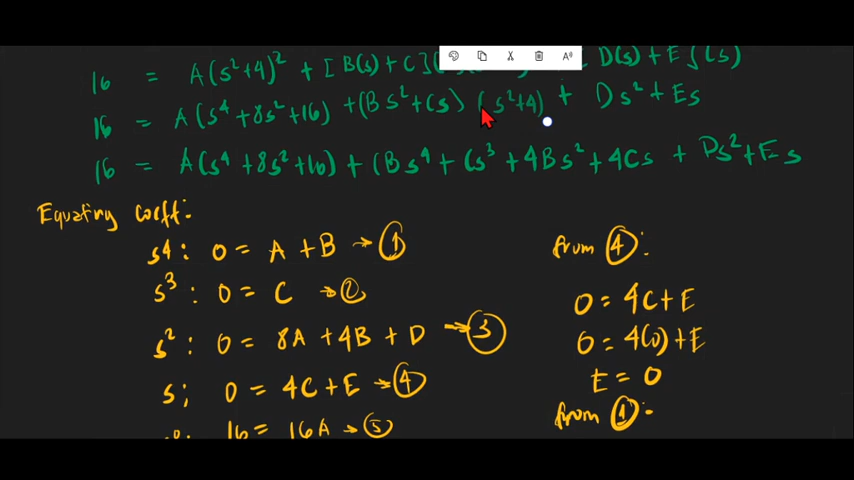 16 = A(s²+4)² + [B(s)+C] D(s)+E](s)
16 = A(s⁴+8s²+16) +(Bs²+Cs) (s²+4) + Ds²+Es
16 = A(s⁴+8s²+16) + (Bs⁴ + Cs³ + 4Bs² + 4Cs + Ds²+Es
Equating coeff:
s4: 0 = A + B → ①
s³: 0 = C → ②
s²: 0 = 8A + 4B + D → ③
s; 0 = 4C + E → ④
16 = 16A → ⑤
from ④:
0 = 4C + E
0 = 4(0) + E
E = 0
from ①:-